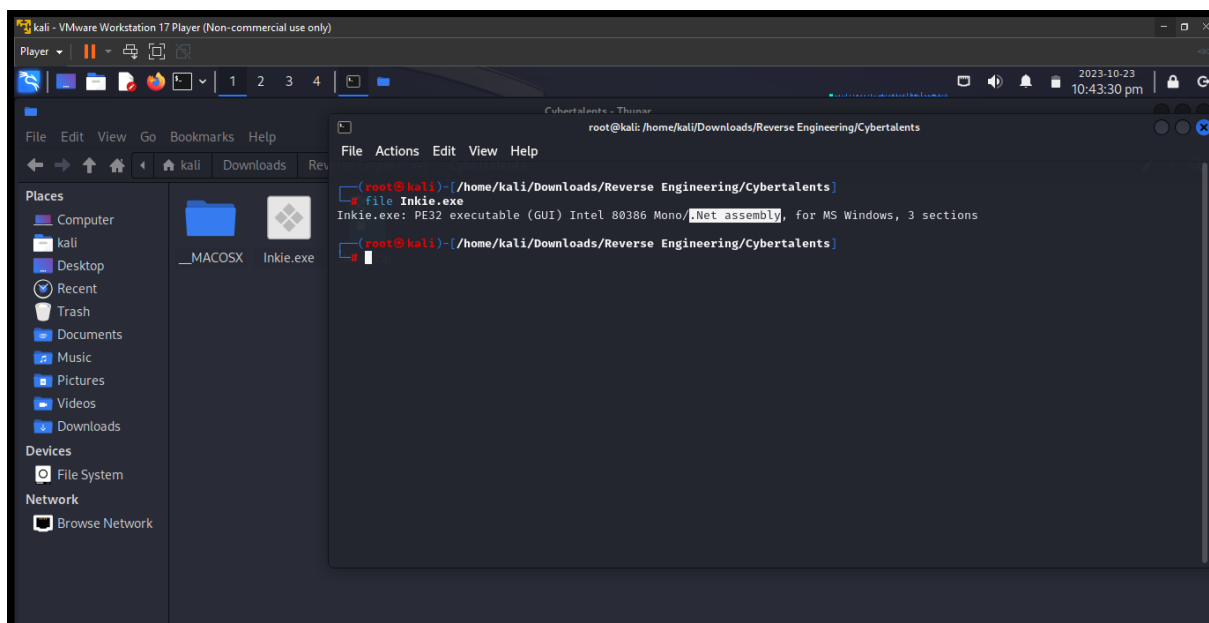 kali - VMware Workstation 17 Player (Non-commercial use only)
Player
1 2 3 4
2023-10-23
10:43:30 pm
Cybertalents - Thunar
File Edit View Go Bookmarks Help
kali Downloads
Places
Computer
kali
Desktop
Recent
Trash
Documents
Music
Pictures
Videos
Downloads
Devices
File System
Network
Browse Network
__MACOSX Inkie.exe
root@kali: /home/kali/Downloads/Reverse Engineering/Cybertalents
File Actions Edit View Help
(root㉿kali)-[/home/kali/Downloads/Reverse Engineering/Cybertalents]
# file Inkie.exe
Inkie.exe: PE32 executable (GUI) Intel 80386 Mono/.Net assembly, for MS Windows, 3 sections
(root㉿kali)-[/home/kali/Downloads/Reverse Engineering/Cybertalents]
#